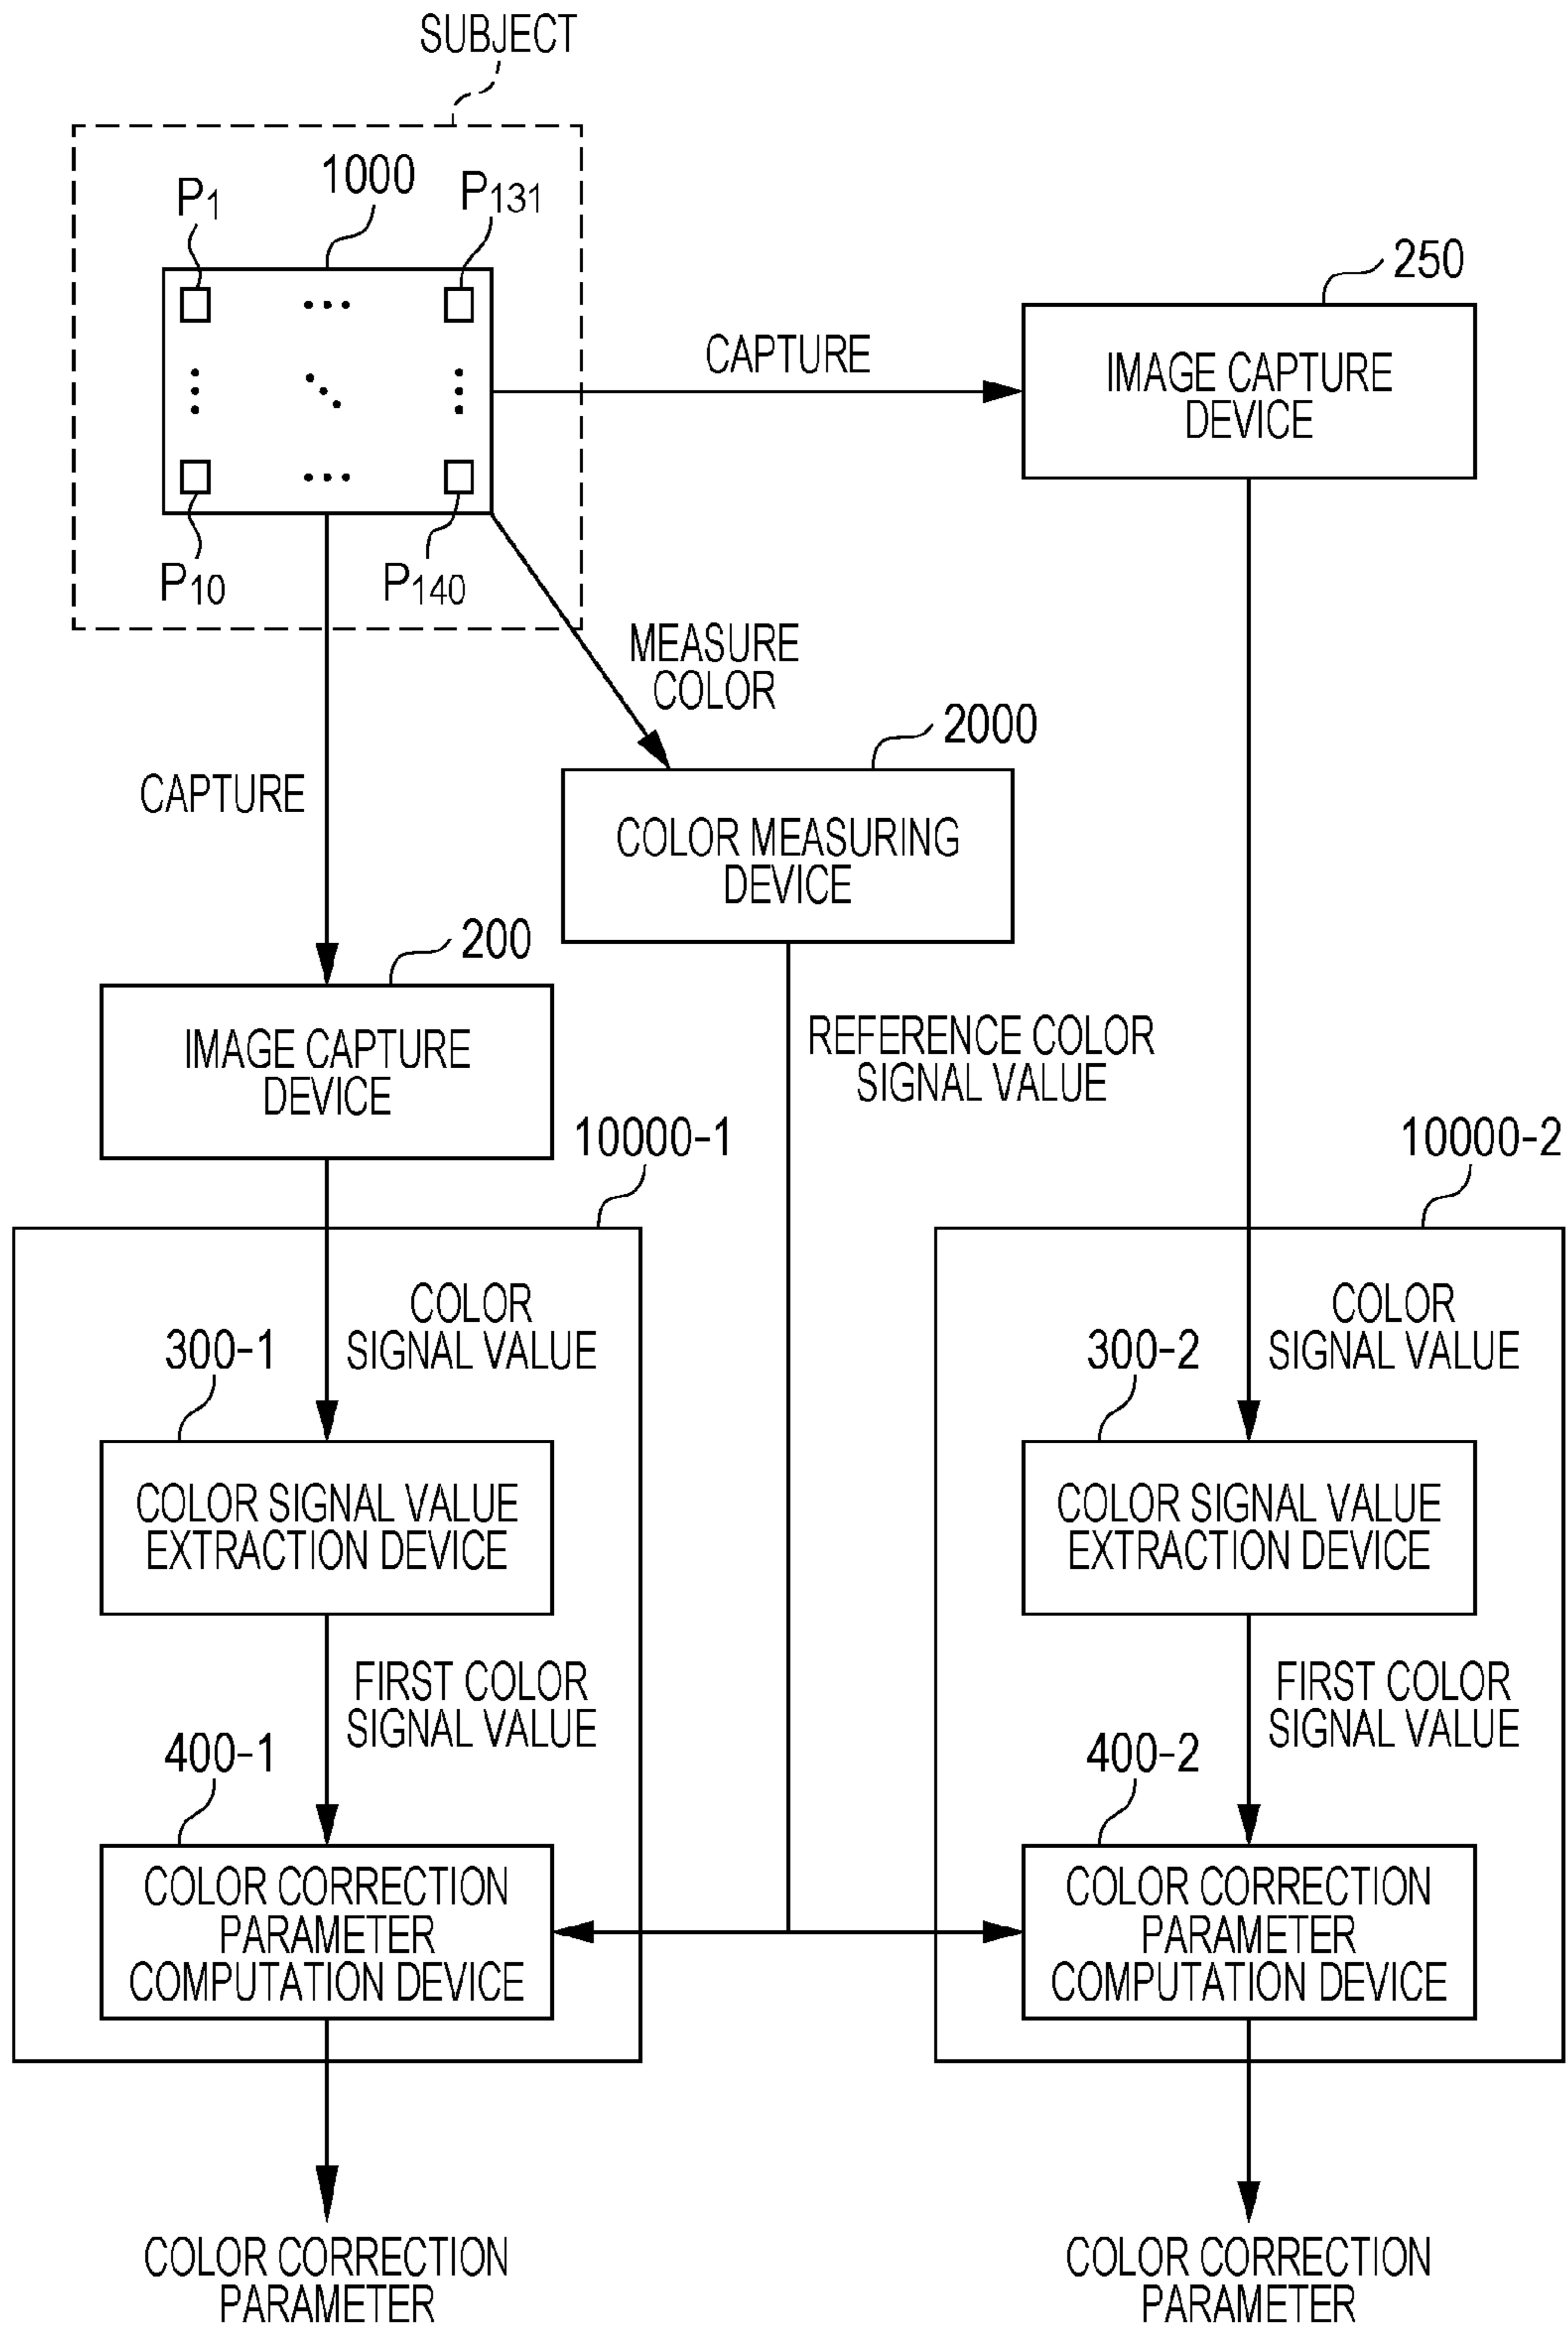 SUBJECT
1000
P1
P131
250
CAPTURE
IMAGE CAPTURE
DEVICE
P10
P140
MEASURE
COLOR
2000
CAPTURE
COLOR MEASURING
DEVICE
200
IMAGE CAPTURE
DEVICE
REFERENCE COLOR
SIGNAL VALUE
10000-1
10000-2
COLOR
SIGNAL VALUE
300-1
COLOR
SIGNAL VALUE
300-2
COLOR SIGNAL VALUE
EXTRACTION DEVICE
COLOR SIGNAL VALUE
EXTRACTION DEVICE
FIRST COLOR
SIGNAL VALUE
400-1
FIRST COLOR
SIGNAL VALUE
400-2
COLOR CORRECTION
PARAMETER
COMPUTATION DEVICE
COLOR CORRECTION
PARAMETER
COMPUTATION DEVICE
COLOR CORRECTION
PARAMETER
COLOR CORRECTION
PARAMETER